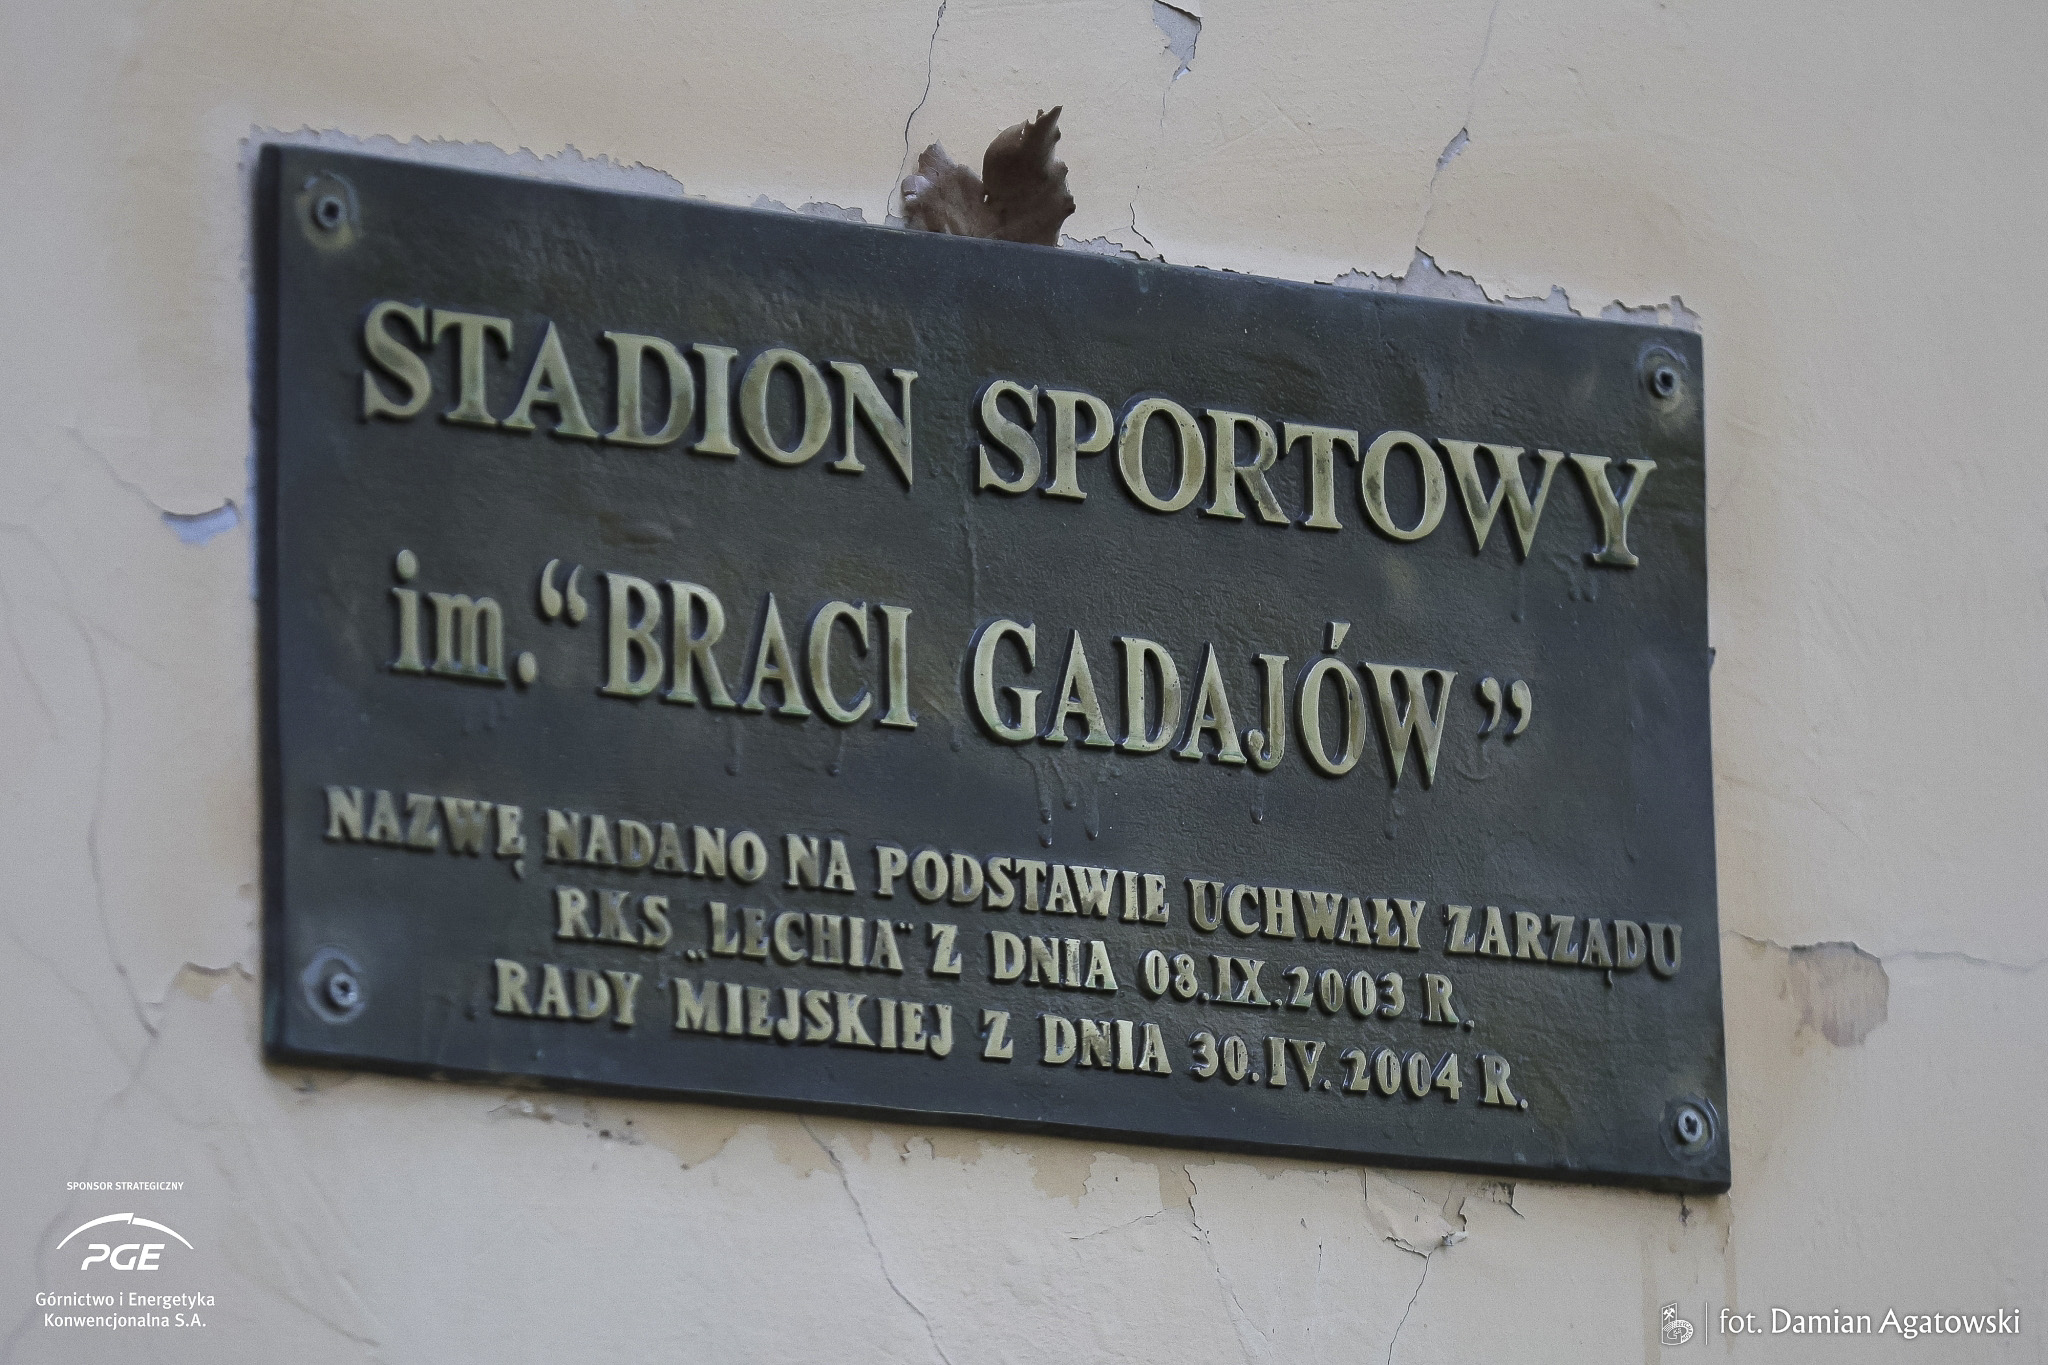 STADION SPORTOWY
im. “BRACI GADAJÓW”
NAZWĘ NADANO NA PODSTAWIE UCHWAŁY ZARZĄDU
RKS „LECHIA” Z DNIA 08.IX.2003 R.
RADY MIEJSKIEJ Z DNIA 30.IV.2004 R.
SPONSOR STRATEGICZNY
PGE
Górnictwo i Energetyka
Konwencjonalna S.A.
fot. Damian Agatowski